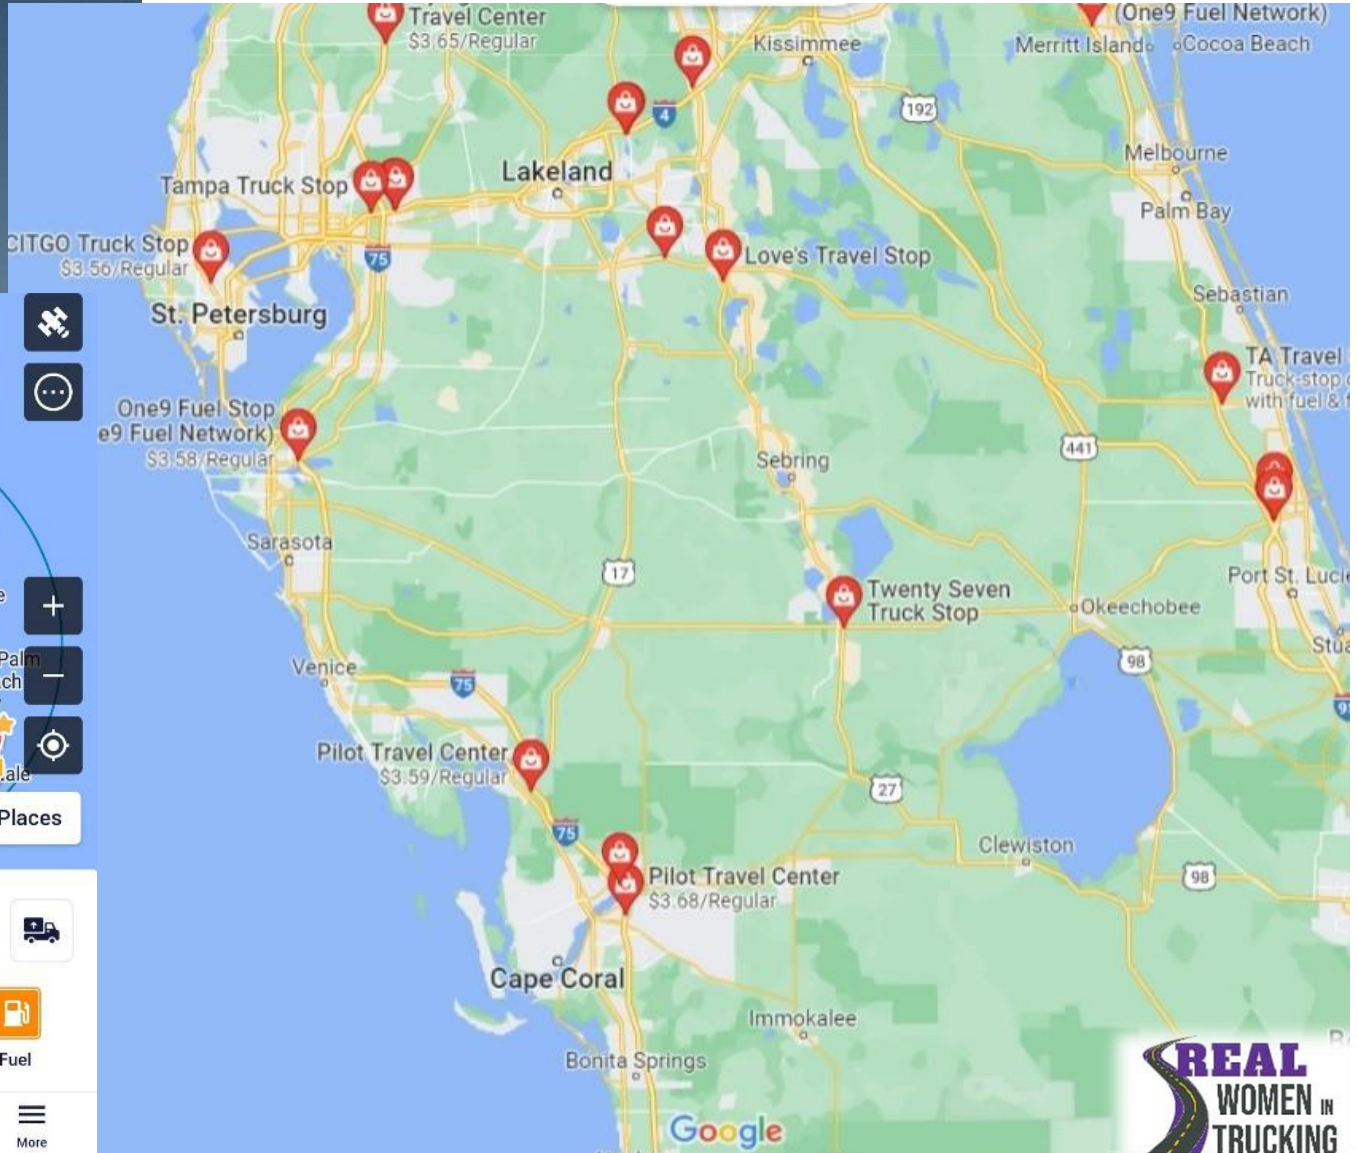 Travel Center
$3.65/Regular
(One9 Fuel Network)
Kissimmee
Merritt Island
Cocoa Beach
4
192
Melbourne
Lakeland
Tampa Truck Stop
Palm Bay
CITGO Truck Stop
$3.56/Regular
75
Love's Travel Stop
Sebastian
St. Petersburg
TA Travel
Truck-stop
with fuel &
One9 Fuel Stop
e9 Fuel Network)
$3.58/Regular
441
Sebring
Sarasota
17
Port St. Lucie
Twenty Seven
Truck Stop
Okeechobee
Palm
98
Venice
75
Pilot Travel Center
$3.59/Regular
27
Places
75
Clewiston
98
Pilot Travel Center
$3.68/Regular
Cape Coral
Immokalee
Fuel
Bonita Springs
More
Google
REAL
WOMEN IN
TRUCKING